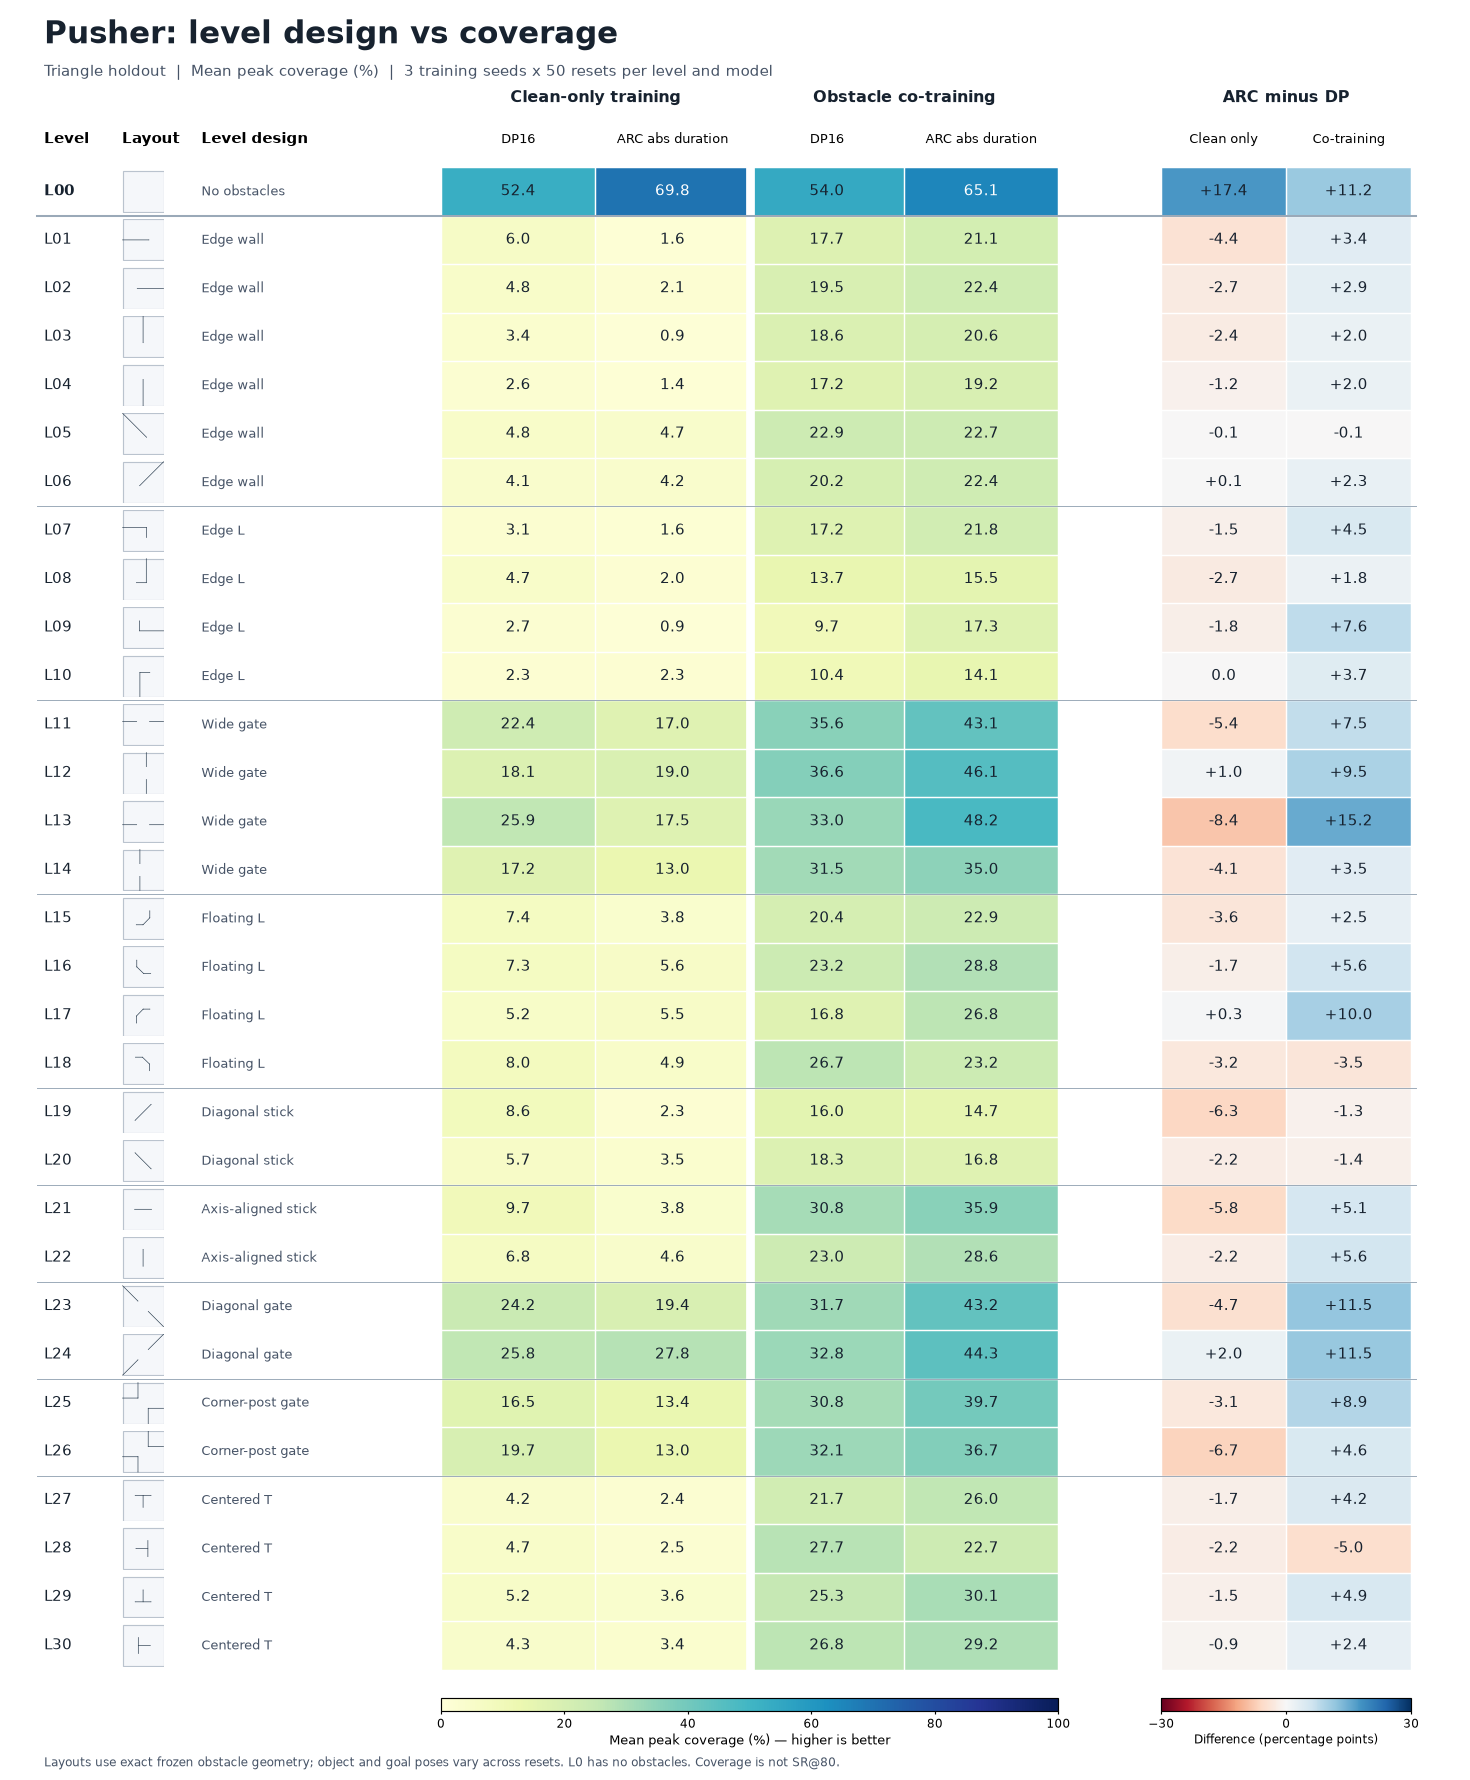 Pusher: level design vs coverage
Triangle holdout | Mean peak coverage (%) | 3 training seeds x 50 resets per level and model
Clean-only training Obstacle co-training ARC minus DP
Level Layout Level design DP16 ARC abs duration DP16 ARC abs duration Clean only Co-training
L00 No obstacles 52.4 69.8 54.0 65.1 +17.4 +11.2
L01 Edge wall 6.0 1.6 17.7 21.1 -4.4 +3.4
L02 Edge wall 4.8 2.1 19.5 22.4 -2.7 +2.9
L03 Edge wall 3.4 0.9 18.6 20.6 -2.4 +2.0
L04 Edge wall 2.6 1.4 17.2 19.2 -1.2 +2.0
L05 Edge wall 4.8 4.7 22.9 22.7 -0.1 -0.1
L06 Edge wall 4.1 4.2 20.2 22.4 +0.1 +2.3
L07 Edge L 3.1 1.6 17.2 21.8 -1.5 +4.5
L08 Edge L 4.7 2.0 13.7 15.5 -2.7 +1.8
L09 Edge L 2.7 0.9 9.7 17.3 -1.8 +7.6
L10 Edge L 2.3 2.3 10.4 14.1 0.0 +3.7
L11 Wide gate 22.4 17.0 35.6 43.1 -5.4 +7.5
L12 Wide gate 18.1 19.0 36.6 46.1 +1.0 +9.5
L13 Wide gate 25.9 17.5 33.0 48.2 -8.4 +15.2
L14 Wide gate 17.2 13.0 31.5 35.0 -4.1 +3.5
L15 Floating L 7.4 3.8 20.4 22.9 -3.6 +2.5
L16 Floating L 7.3 5.6 23.2 28.8 -1.7 +5.6
L17 Floating L 5.2 5.5 16.8 26.8 +0.3 +10.0
L18 Floating L 8.0 4.9 26.7 23.2 -3.2 -3.5
L19 Diagonal stick 8.6 2.3 16.0 14.7 -6.3 -1.3
L20 Diagonal stick 5.7 3.5 18.3 16.8 -2.2 -1.4
L21 Axis-aligned stick 9.7 3.8 30.8 35.9 -5.8 +5.1
L22 Axis-aligned stick 6.8 4.6 23.0 28.6 -2.2 +5.6
L23 Diagonal gate 24.2 19.4 31.7 43.2 -4.7 +11.5
L24 Diagonal gate 25.8 27.8 32.8 44.3 +2.0 +11.5
L25 Corner-post gate 16.5 13.4 30.8 39.7 -3.1 +8.9
L26 Corner-post gate 19.7 13.0 32.1 36.7 -6.7 +4.6
L27 Centered T 4.2 2.4 21.7 26.0 -1.7 +4.2
L28 Centered T 4.7 2.5 27.7 22.7 -2.2 -5.0
L29 Centered T 5.2 3.6 25.3 30.1 -1.5 +4.9
L30 Centered T 4.3 3.4 26.8 29.2 -0.9 +2.4
0 20 40 60 80 100 −30 0 30
Mean peak coverage (%) — higher is better Difference (percentage points)
Layouts use exact frozen obstacle geometry; object and goal poses vary across resets. L0 has no obstacles. Coverage is not SR@80.